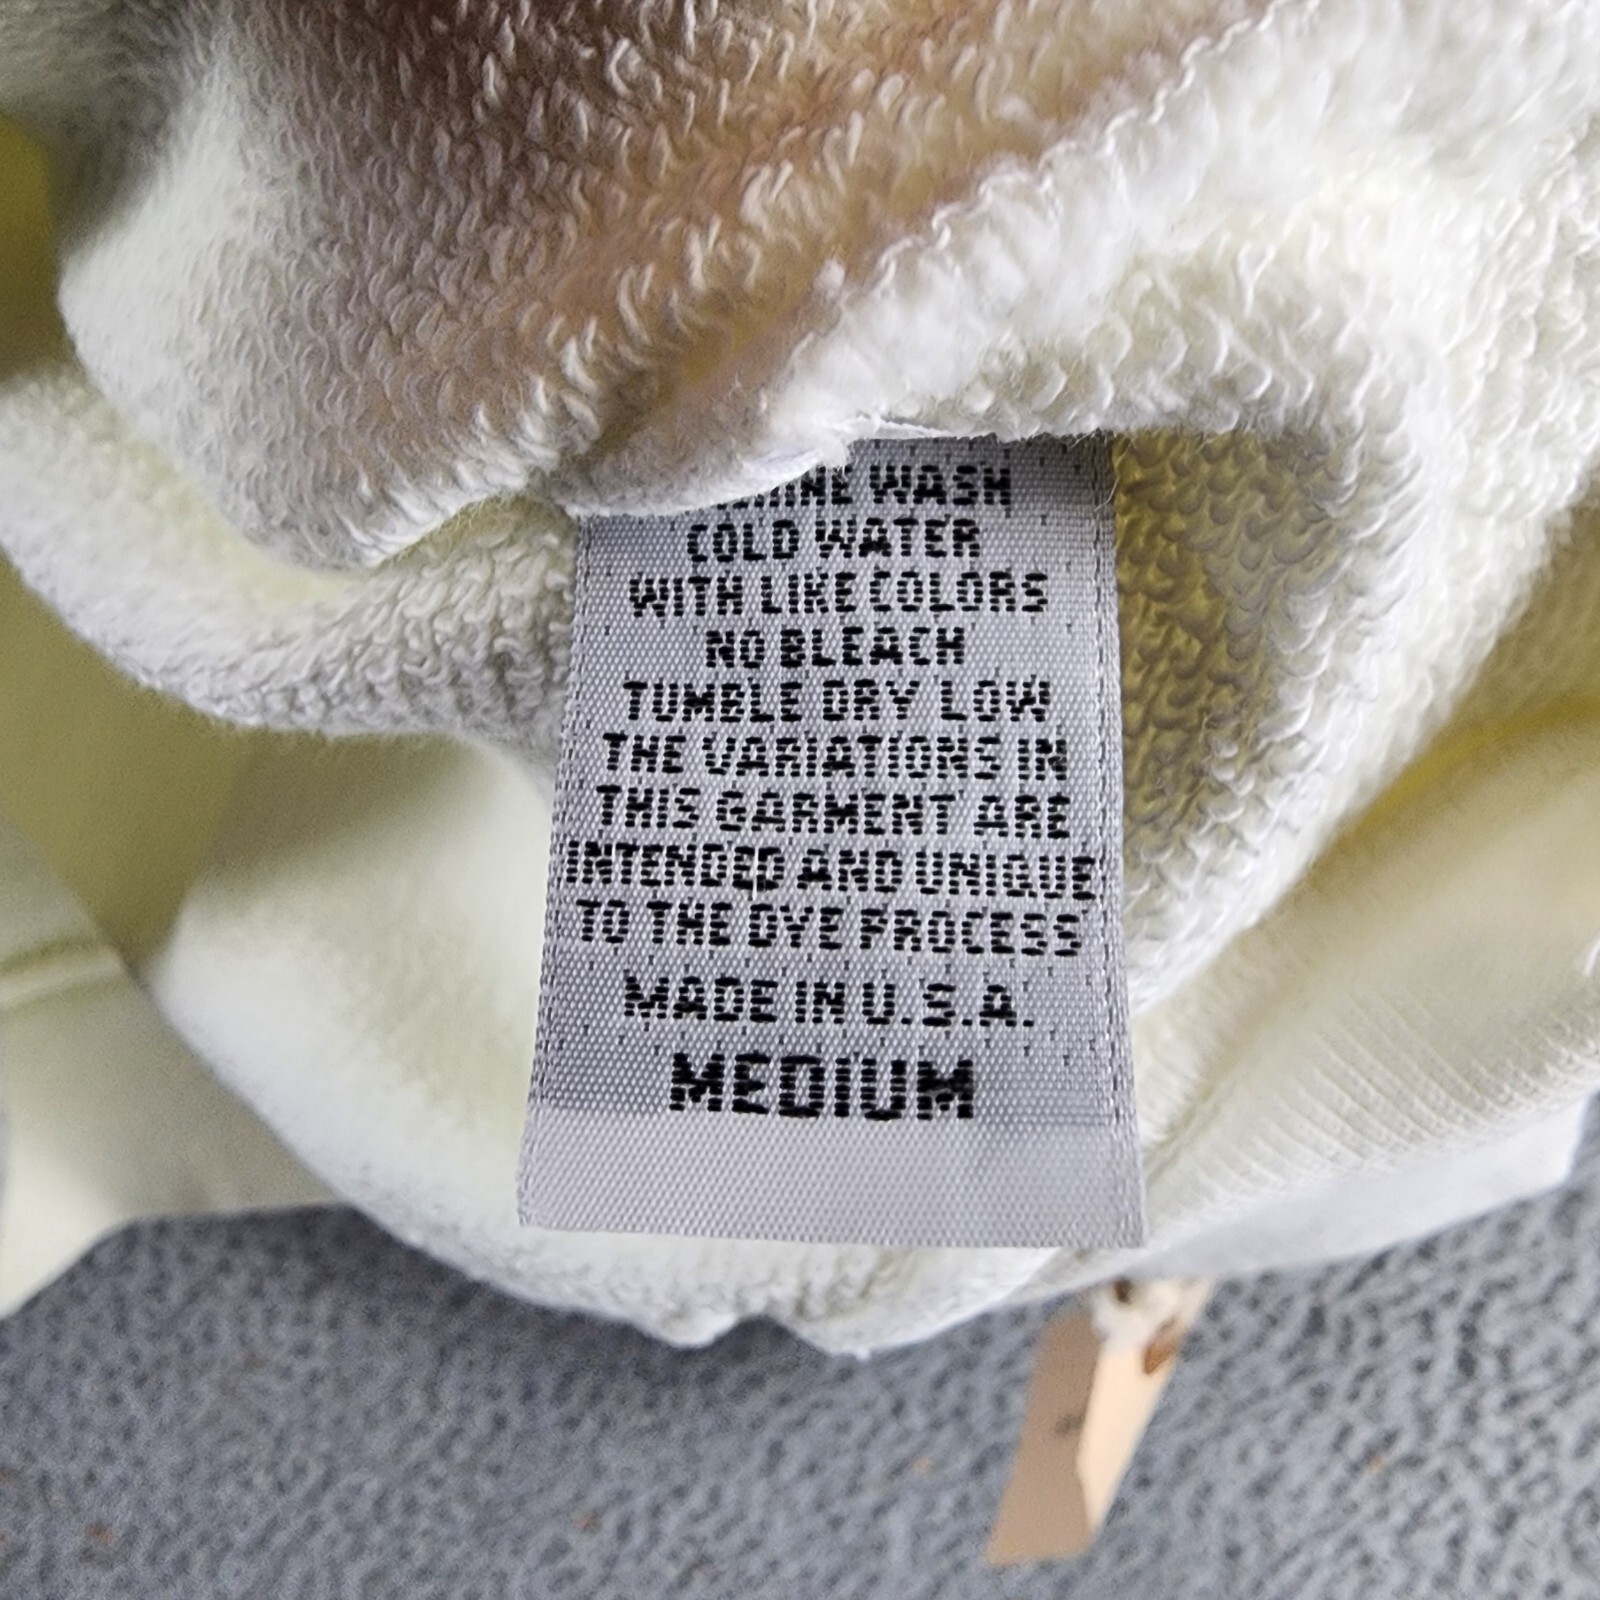 WASH
COLD WATER
WITH LIKE COLORS
NO BLEACH
TUMBLE DRY LOW
THE VARIATIONS IN
THIS GARMENT ARE
INTENDED AND UNIQUE
TO THE DYE PROCESS
MADE IN U.S.A.
MEDIUM